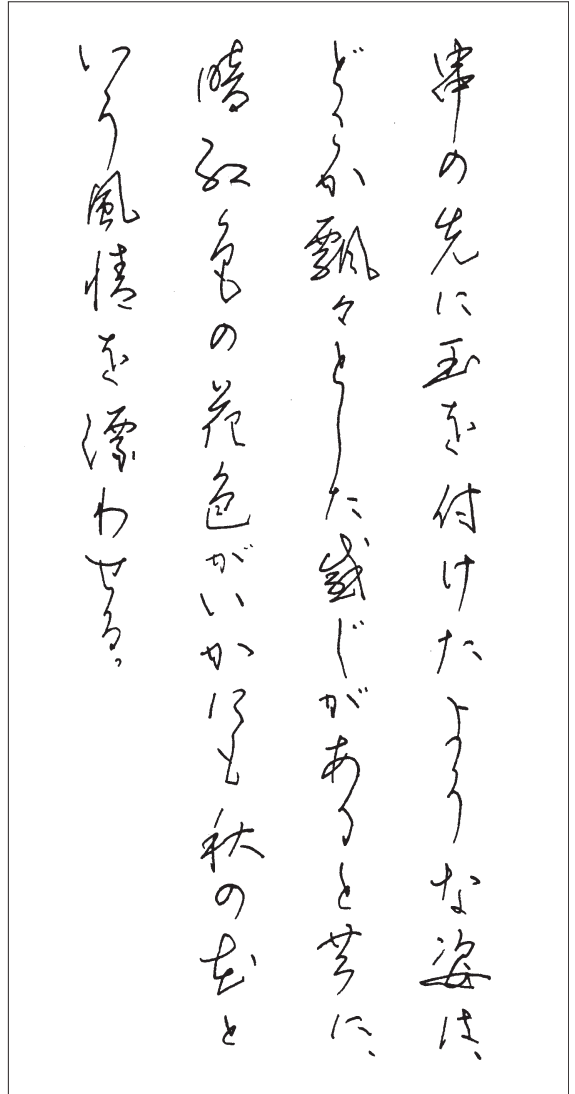 串の先に玉を付けたような姿は、
どこか飄々とした感じがあると共に、
暗紅色の花色がいかにも秋の花と
いう風情を漂わせる。